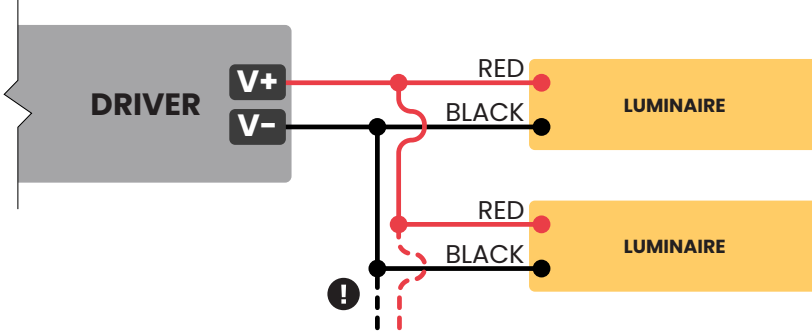 DRIVER
V+
V-
RED
BLACK
LUMINAIRE
RED
BLACK
LUMINAIRE
!